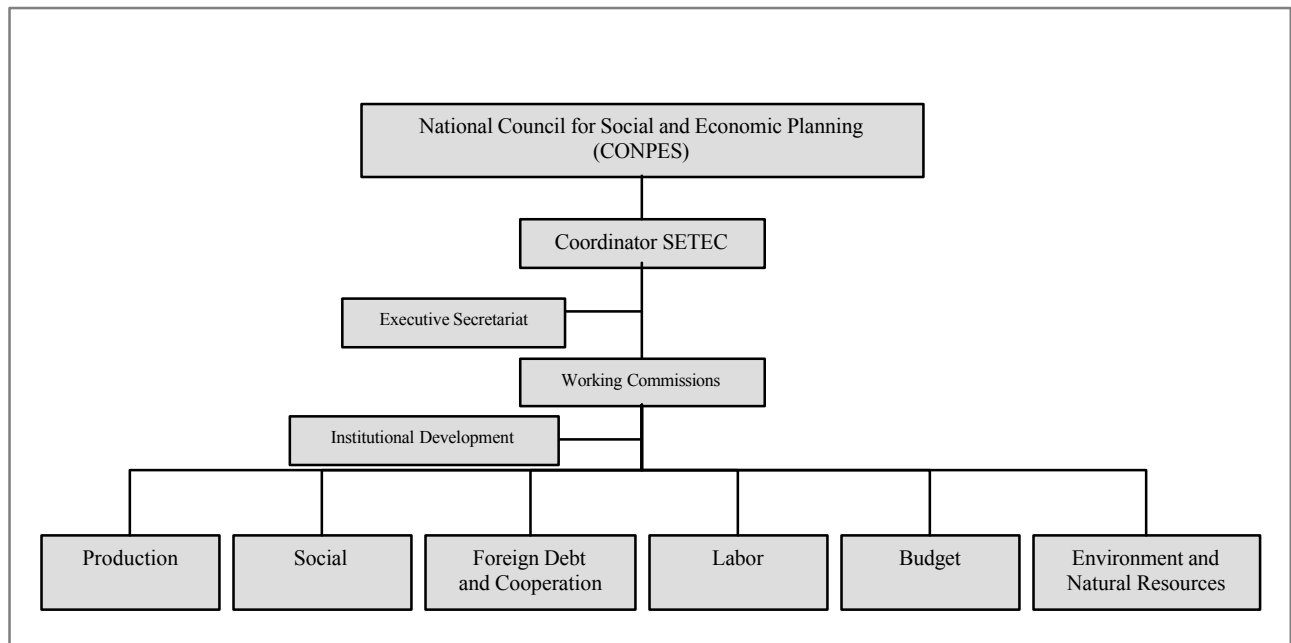 National Council for Social and Economic Planning
(CONPES)
Coordinator SETEC
Executive Secretariat
Working Commissions
Institutional Development
Production
Social
Foreign Debt
and Cooperation
Labor
Budget
Environment and
Natural Resources